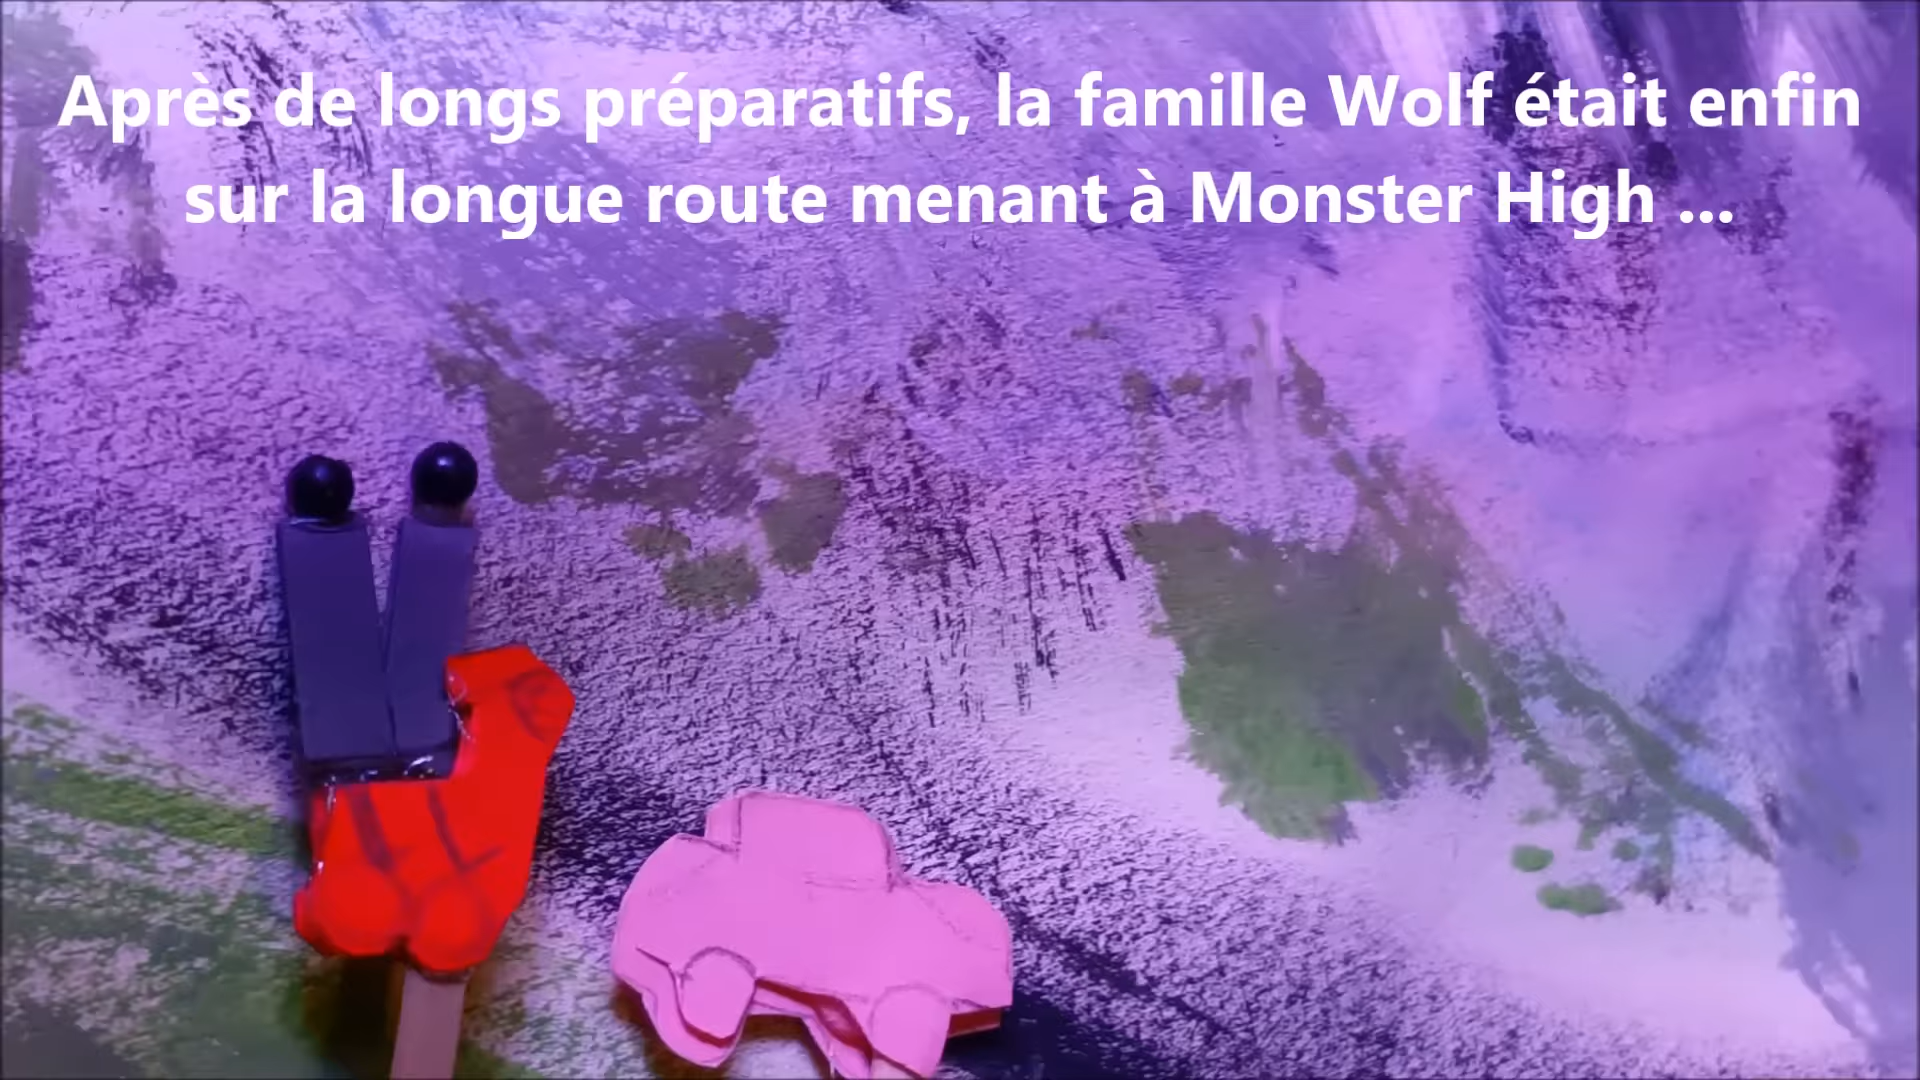 Après de longs préparatifs, la famille Wolf était enfin
sur la longue route menant à Monster High ...